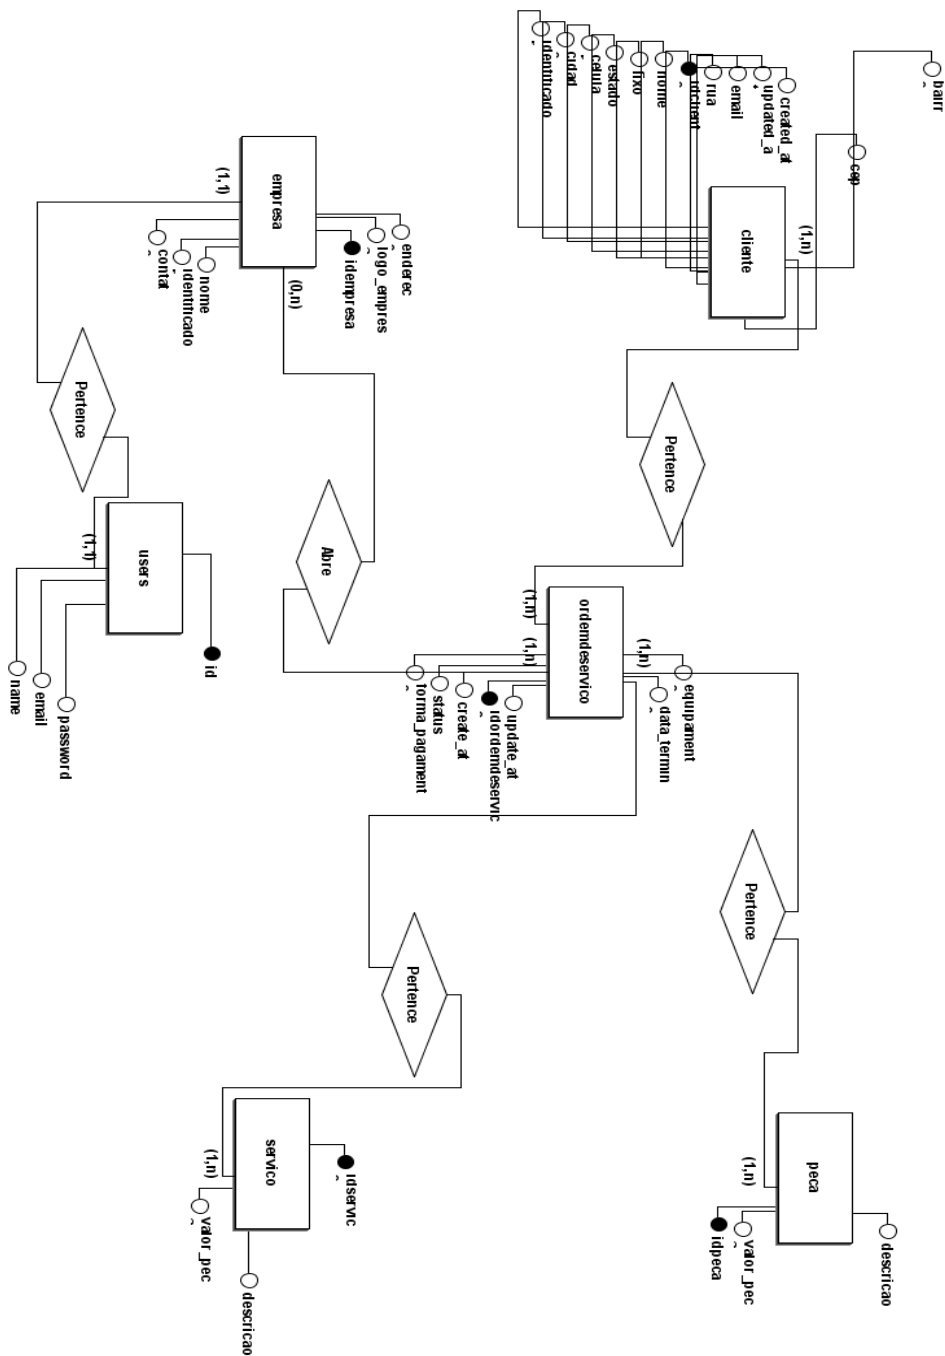 bairr
cep
created_at
updated_a
email
rua
idclient
nome
fixo
estado
celula
cidad
identificado
cliente
(1,n)
enderec
logo_empres
idempresa
empresa
(1,1)
(0,n)
nome
identificado
contat
Pertence
Pertence
Abre
users
(1,1)
id
password
email
name
ordemdeservico
(1,n)
(1,n)
(1,n)
equipament
data_termin
update_at
idordemdeservic
create_at
status
forma_pagament
Pertence
Pertence
peca
(1,n)
descricao
valor_pec
idpeca
servico
(1,n)
idservic
descricao
valor_pec